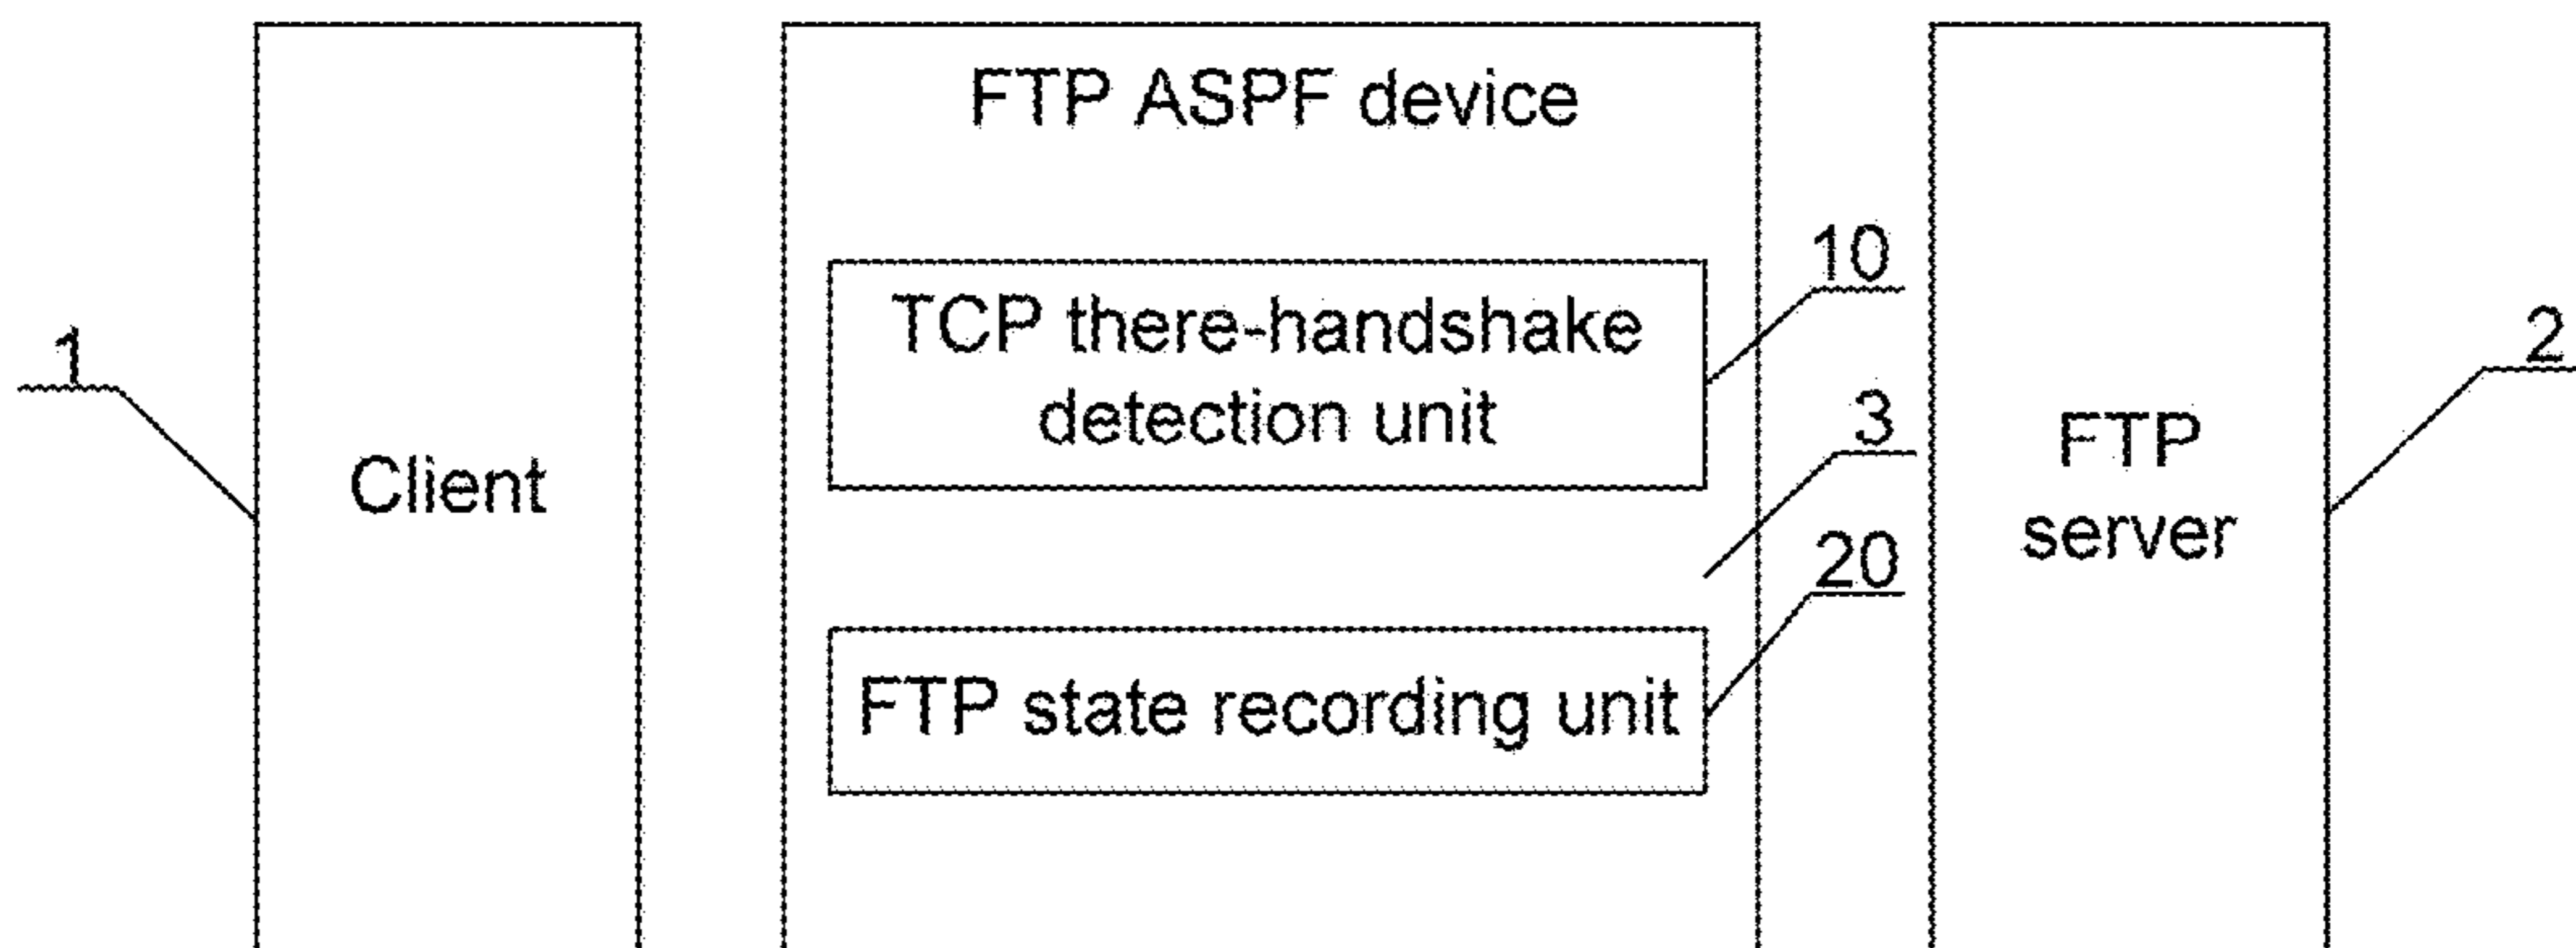 FTP ASPF device
10
TCP there-handshake
detection unit
1
2
3
Client
FTP
server
20
FTP state recording unit